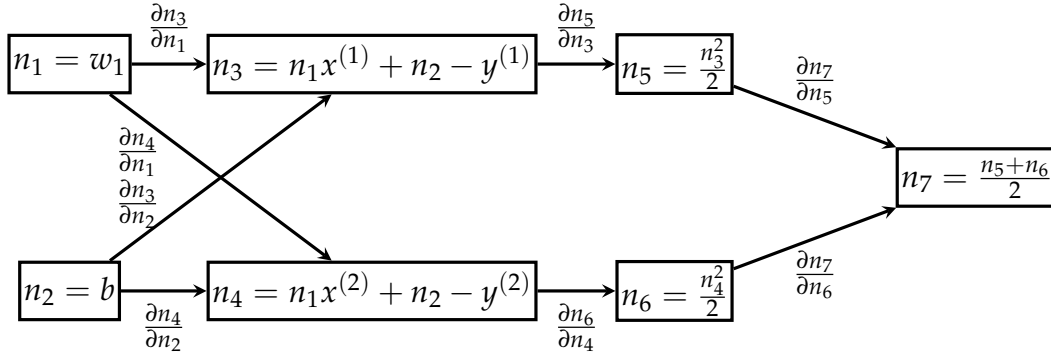 ∂n₃/∂n₁
∂n₅/∂n₃
n₁ = w₁
n₃ = n₁x⁽¹⁾ + n₂ − y⁽¹⁾
n₅ = n₃²/2
∂n₇/∂n₅
∂n₄/∂n₁
∂n₃/∂n₂
n₇ = (n₅+n₆)/2
n₂ = b
n₄ = n₁x⁽²⁾ + n₂ − y⁽²⁾
n₆ = n₄²/2
∂n₇/∂n₆
∂n₄/∂n₂
∂n₆/∂n₄